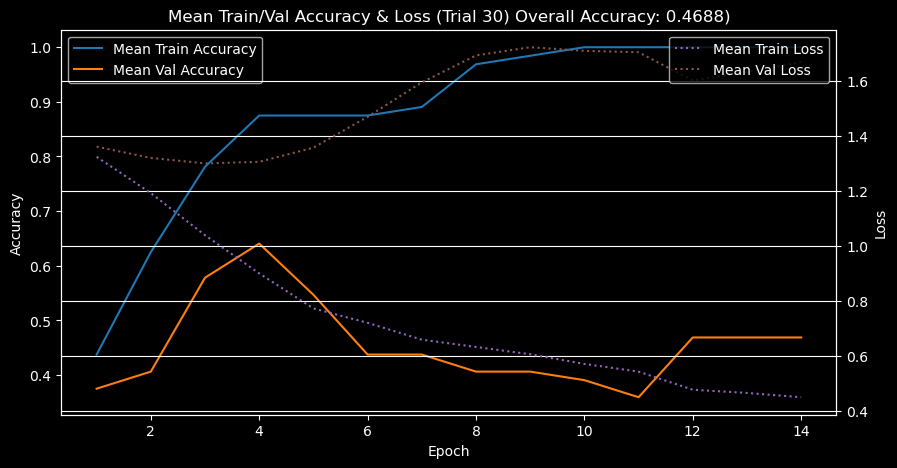 Mean Train/Val Accuracy & Loss (Trial 30) Overall Accuracy: 0.4688)
Mean Train Accuracy
Mean Val Accuracy
Mean Train Loss
Mean Val Loss
1.0
0.9
0.8
0.7
0.6
0.5
0.4
Accuracy
1.6
1.4
1.2
1.0
0.8
0.6
0.4
Loss
2 4 6 8 10 12 14
Epoch